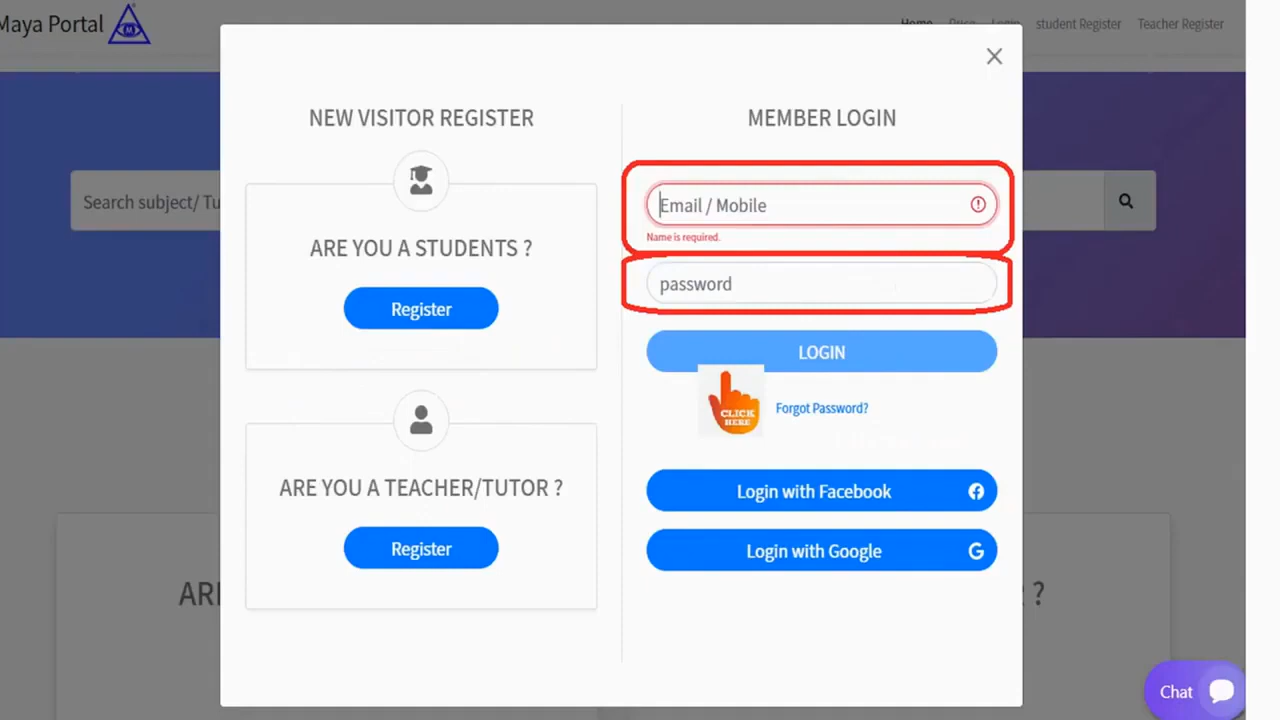 Maya Portal
M
Home Price Login student Register Teacher Register
Search subject/ Tu
NEW VISITOR REGISTER
ARE YOU A STUDENTS ?
Register
ARE YOU A TEACHER/TUTOR ?
Register
MEMBER LOGIN
Email / Mobile
Name is required.
password
LOGIN
CLICK
HERE
Forgot Password?
Login with Facebook
Login with Google
?
Chat